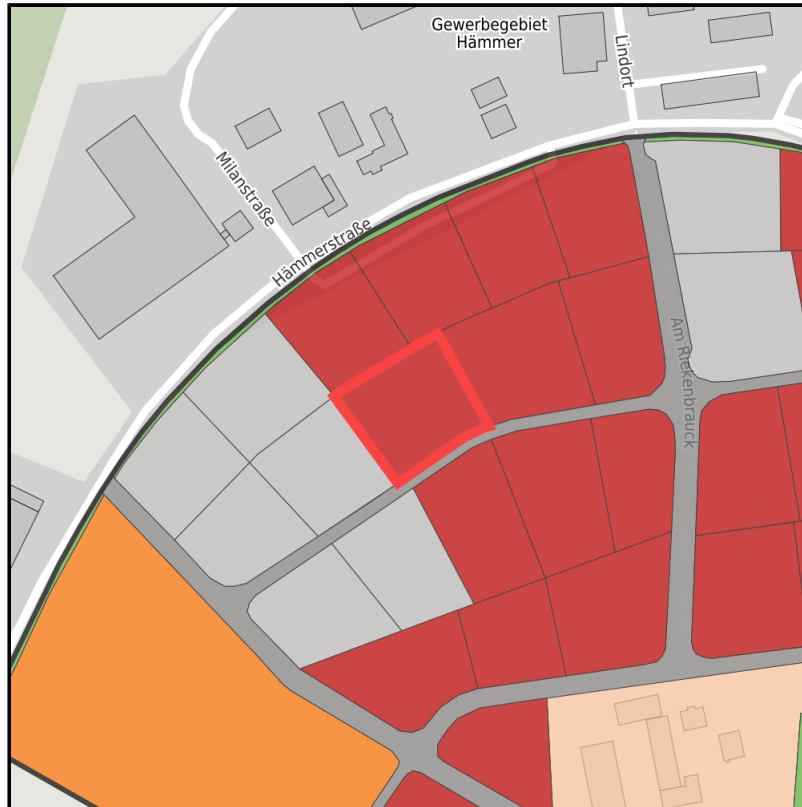 Gewerbegebiet
Hämmer
Lindort
Milanstraße
Hämmerstraße
Am Riekenbrauck